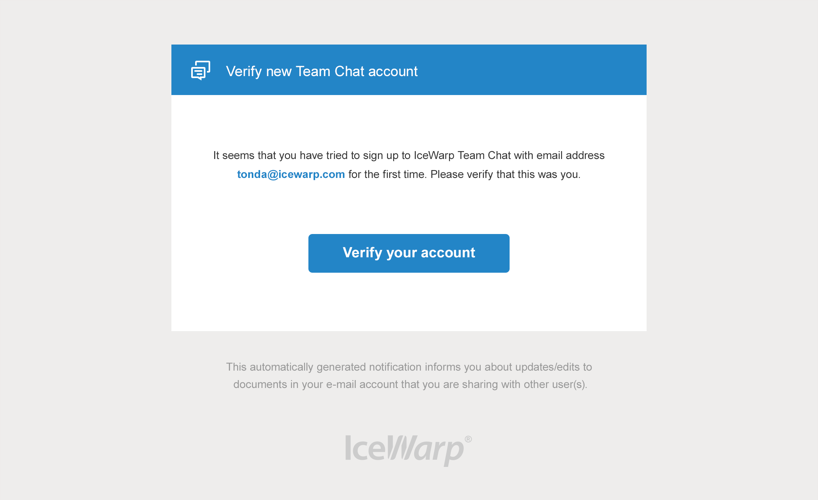 Verify new Team Chat account
It seems that you have tried to sign up to IceWarp Team Chat with email address
tonda@icewarp.com for the first time. Please verify that this was you.
Verify your account
This automatically generated notification informs you about updates/edits to
documents in your e-mail account that you are sharing with other user(s).
IceWarp®